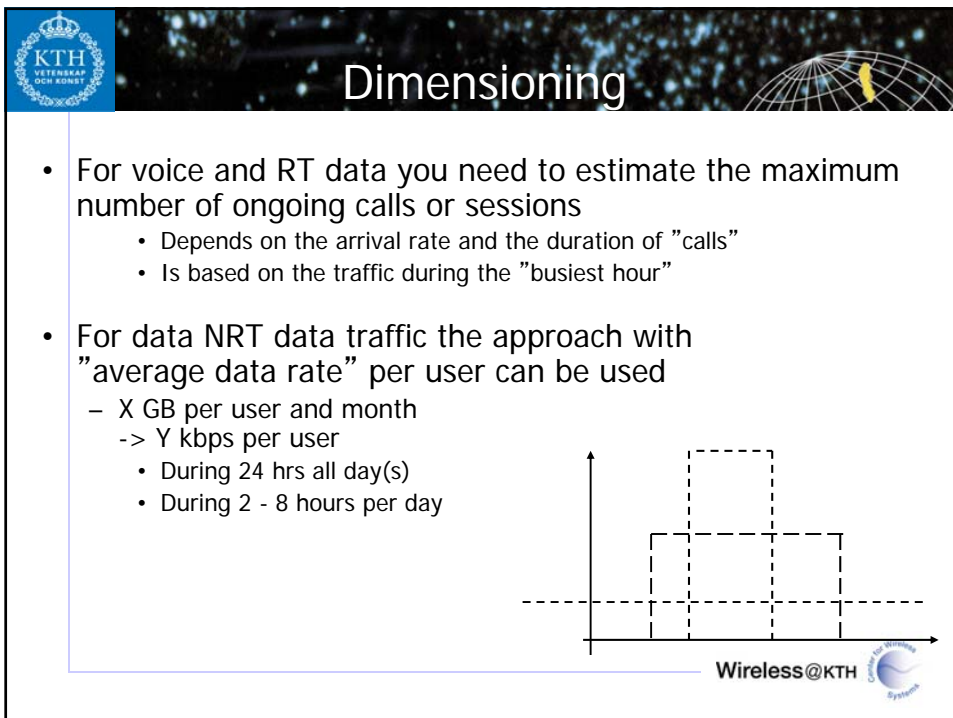 KTH
VETENSKAP
OCH KONST
Dimensioning
• For voice and RT data you need to estimate the maximum
number of ongoing calls or sessions
• Depends on the arrival rate and the duration of ”calls”
• Is based on the traffic during the ”busiest hour”
• For data NRT data traffic the approach with
”average data rate” per user can be used
– X GB per user and month
-> Y kbps per user
• During 24 hrs all day(s)
• During 2 - 8 hours per day
Wireless@KTH
Center for Wireless
Systems